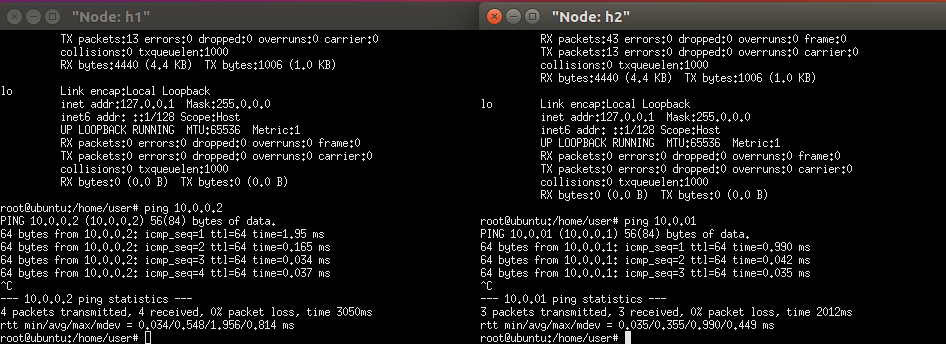 "Node: h1"
TX packets:13 errors:0 dropped:0 overruns:0 carrier:0
collisions:0 txqueuelen:1000
RX bytes:4440 (4.4 KB)  TX bytes:1006 (1.0 KB)
lo        Link encap:Local Loopback
inet addr:127.0.0.1  Mask:255.0.0.0
inet6 addr: ::1/128 Scope:Host
UP LOOPBACK RUNNING  MTU:65536  Metric:1
RX packets:0 errors:0 dropped:0 overruns:0 frame:0
TX packets:0 errors:0 dropped:0 overruns:0 carrier:0
collisions:0 txqueuelen:1000
RX bytes:0 (0.0 B)  TX bytes:0 (0.0 B)
root@ubuntu:/home/user# ping 10.0.0.2
PING 10.0.0.2 (10.0.0.2) 56(84) bytes of data.
64 bytes from 10.0.0.2: icmp_seq=1 ttl=64 time=1.95 ms
64 bytes from 10.0.0.2: icmp_seq=2 ttl=64 time=0.165 ms
64 bytes from 10.0.0.2: icmp_seq=3 ttl=64 time=0.034 ms
64 bytes from 10.0.0.2: icmp_seq=4 ttl=64 time=0.037 ms
^C
--- 10.0.0.2 ping statistics ---
4 packets transmitted, 4 received, 0% packet loss, time 3050ms
rtt min/avg/max/mdev = 0.034/0.548/1.956/0.814 ms
root@ubuntu:/home/user#
"Node: h2"
RX packets:43 errors:0 dropped:0 overruns:0 frame:0
TX packets:13 errors:0 dropped:0 overruns:0 carrier:0
collisions:0 txqueuelen:1000
RX bytes:4440 (4.4 KB)  TX bytes:1006 (1.0 KB)
lo        Link encap:Local Loopback
inet addr:127.0.0.1  Mask:255.0.0.0
inet6 addr: ::1/128 Scope:Host
UP LOOPBACK RUNNING  MTU:65536  Metric:1
RX packets:0 errors:0 dropped:0 overruns:0 frame:0
TX packets:0 errors:0 dropped:0 overruns:0 carrier:0
collisions:0 txqueuelen:1000
RX bytes:0 (0.0 B)  TX bytes:0 (0.0 B)
root@ubuntu:/home/user# ping 10.0.01
PING 10.0.01 (10.0.0.1) 56(84) bytes of data.
64 bytes from 10.0.0.1: icmp_seq=1 ttl=64 time=0.990 ms
64 bytes from 10.0.0.1: icmp_seq=2 ttl=64 time=0.042 ms
64 bytes from 10.0.0.1: icmp_seq=3 ttl=64 time=0.035 ms
^C
--- 10.0.01 ping statistics ---
3 packets transmitted, 3 received, 0% packet loss, time 2012ms
rtt min/avg/max/mdev = 0.035/0.355/0.990/0.449 ms
root@ubuntu:/home/user#